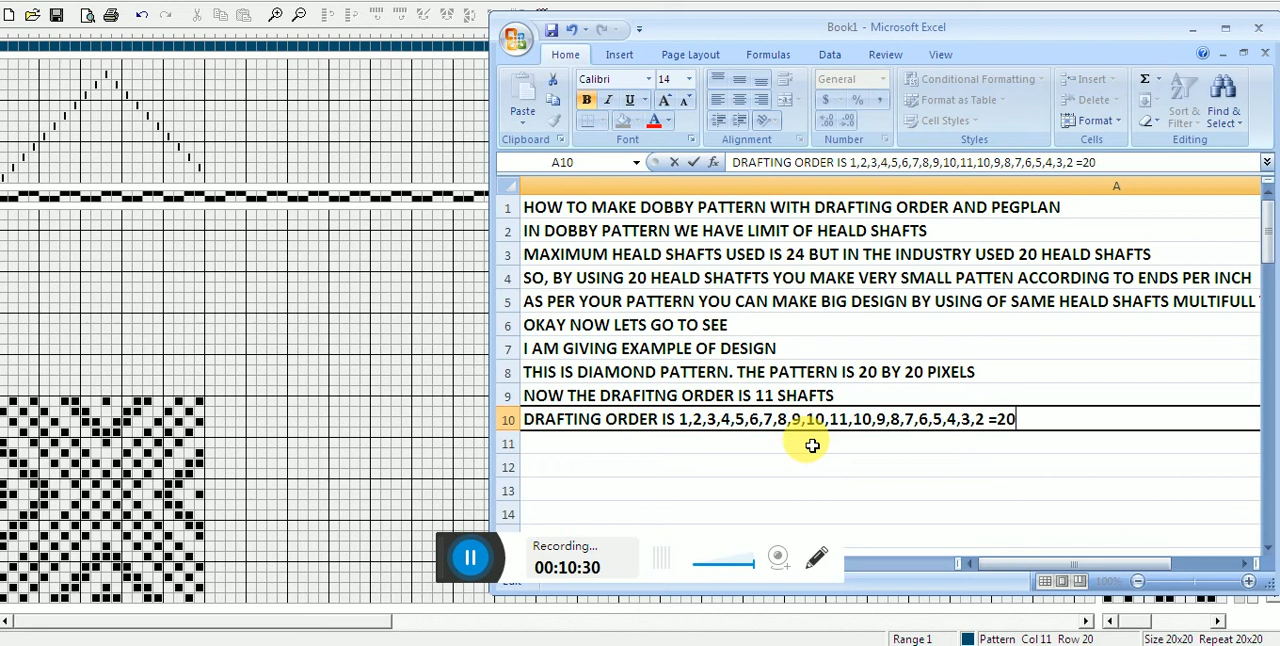 Book1 - Microsoft Excel
Home Insert Page Layout Formulas Data Review View
Paste
Calibri 14
B I U A A
A
General
$ % ,
Conditional Formatting
Format as Table
Cell Styles
Insert
Delete
Format
Σ
Sort & Filter
Find & Select
Clipboard Font Alignment Number Styles Cells Editing
A10 fx DRAFTING ORDER IS 1,2,3,4,5,6,7,8,9,10,11,10,9,8,7,6,5,4,3,2 =20
A
1 HOW TO MAKE DOBBY PATTERN WITH DRAFTING ORDER AND PEGPLAN
2 IN DOBBY PATTERN WE HAVE LIMIT OF HEALD SHAFTS
3 MAXIMUM HEALD SHAFTS USED IS 24 BUT IN THE INDUSTRY USED 20 HEALD SHAFTS
4 SO, BY USING 20 HEALD SHATFTS YOU MAKE VERY SMALL PATTEN ACCORDING TO ENDS PER INCH
5 AS PER YOUR PATTERN YOU CAN MAKE BIG DESIGN BY USING OF SAME HEALD SHAFTS MULTIFULL
6 OKAY NOW LETS GO TO SEE
7 I AM GIVING EXAMPLE OF DESIGN
8 THIS IS DIAMOND PATTERN. THE PATTERN IS 20 BY 20 PIXELS
9 NOW THE DRAFITNG ORDER IS 11 SHAFTS
10 DRAFTING ORDER IS 1,2,3,4,5,6,7,8,9,10,11,10,9,8,7,6,5,4,3,2 =20
11
12
13
14
Recording...
00:10:30
100%
Range 1 Pattern Col 11 Row 20 Size 20x20 Repeat 20x20